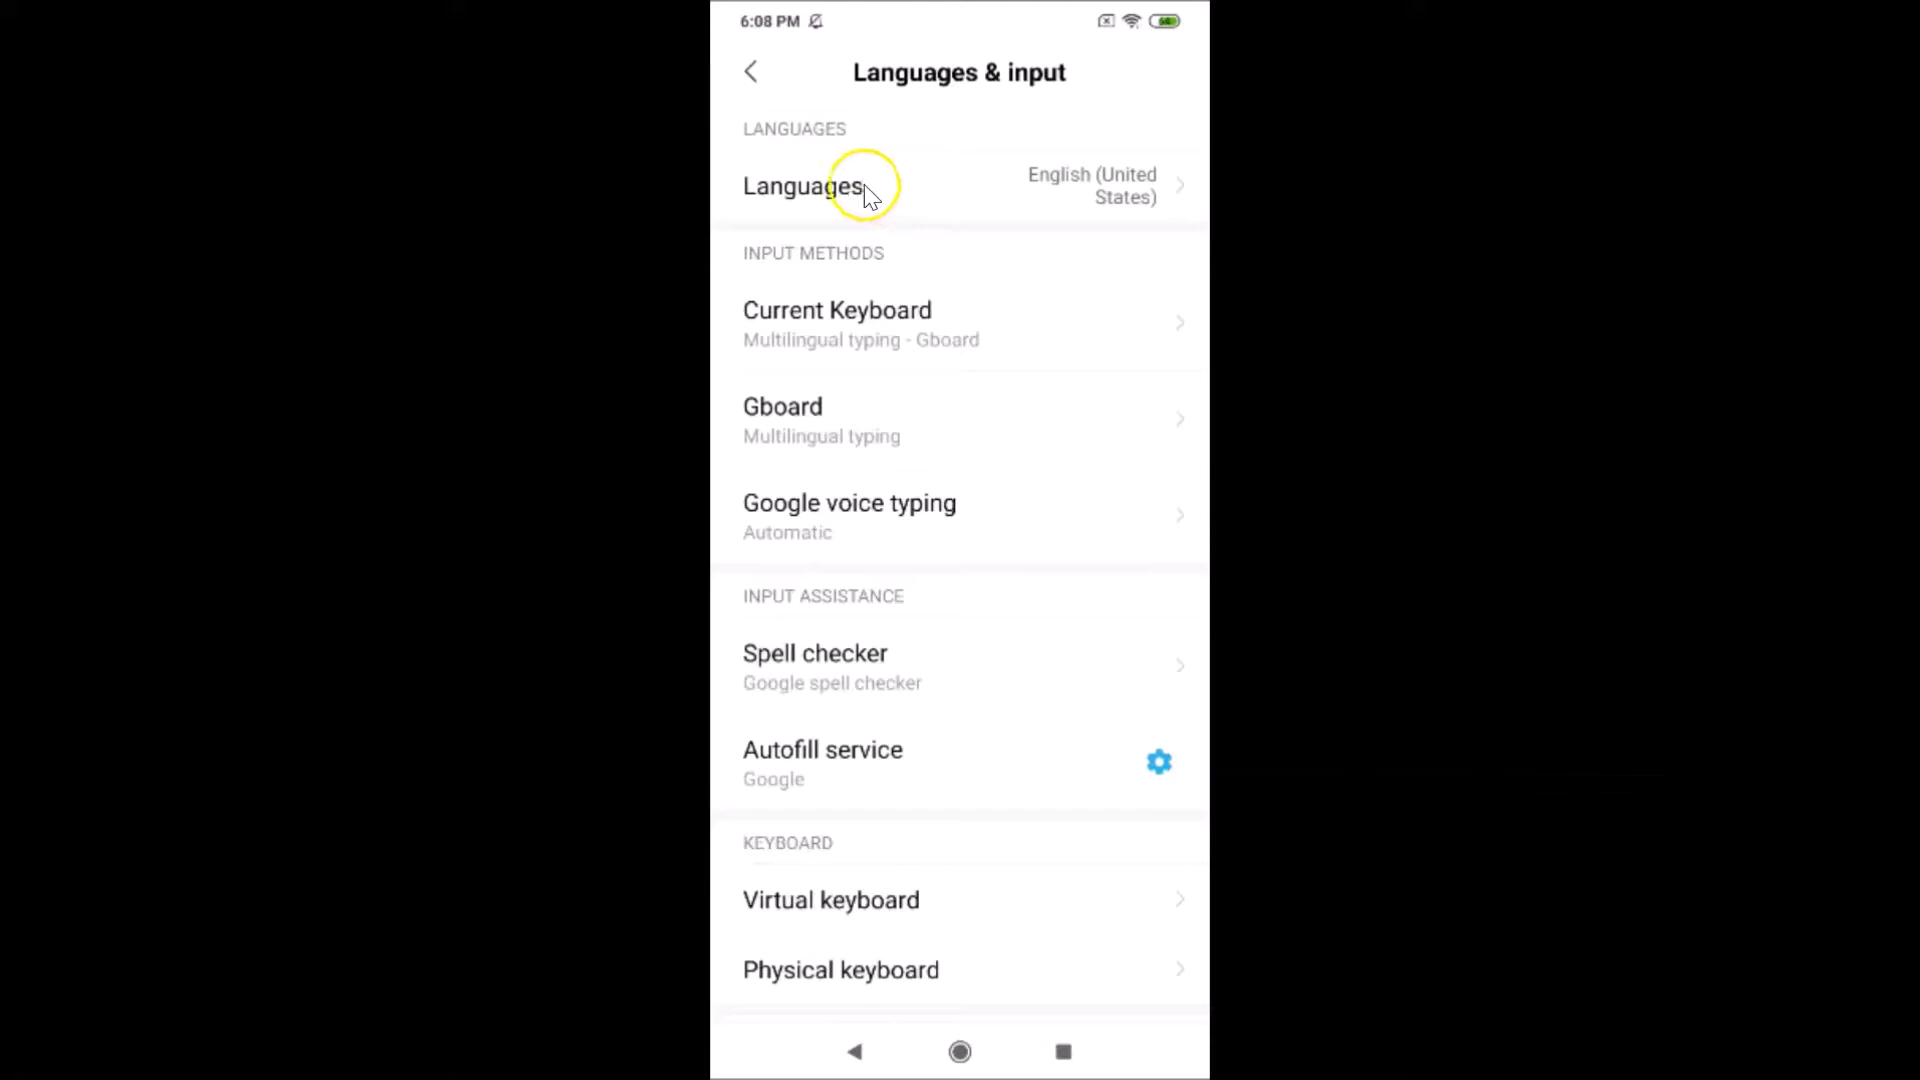 6:08 PM
Languages & input
LANGUAGES
Languages
English (United
States)
INPUT METHODS
Current Keyboard
Multilingual typing - Gboard
Gboard
Multilingual typing
Google voice typing
Automatic
INPUT ASSISTANCE
Spell checker
Google spell checker
Autofill service
Google
KEYBOARD
Virtual keyboard
Physical keyboard